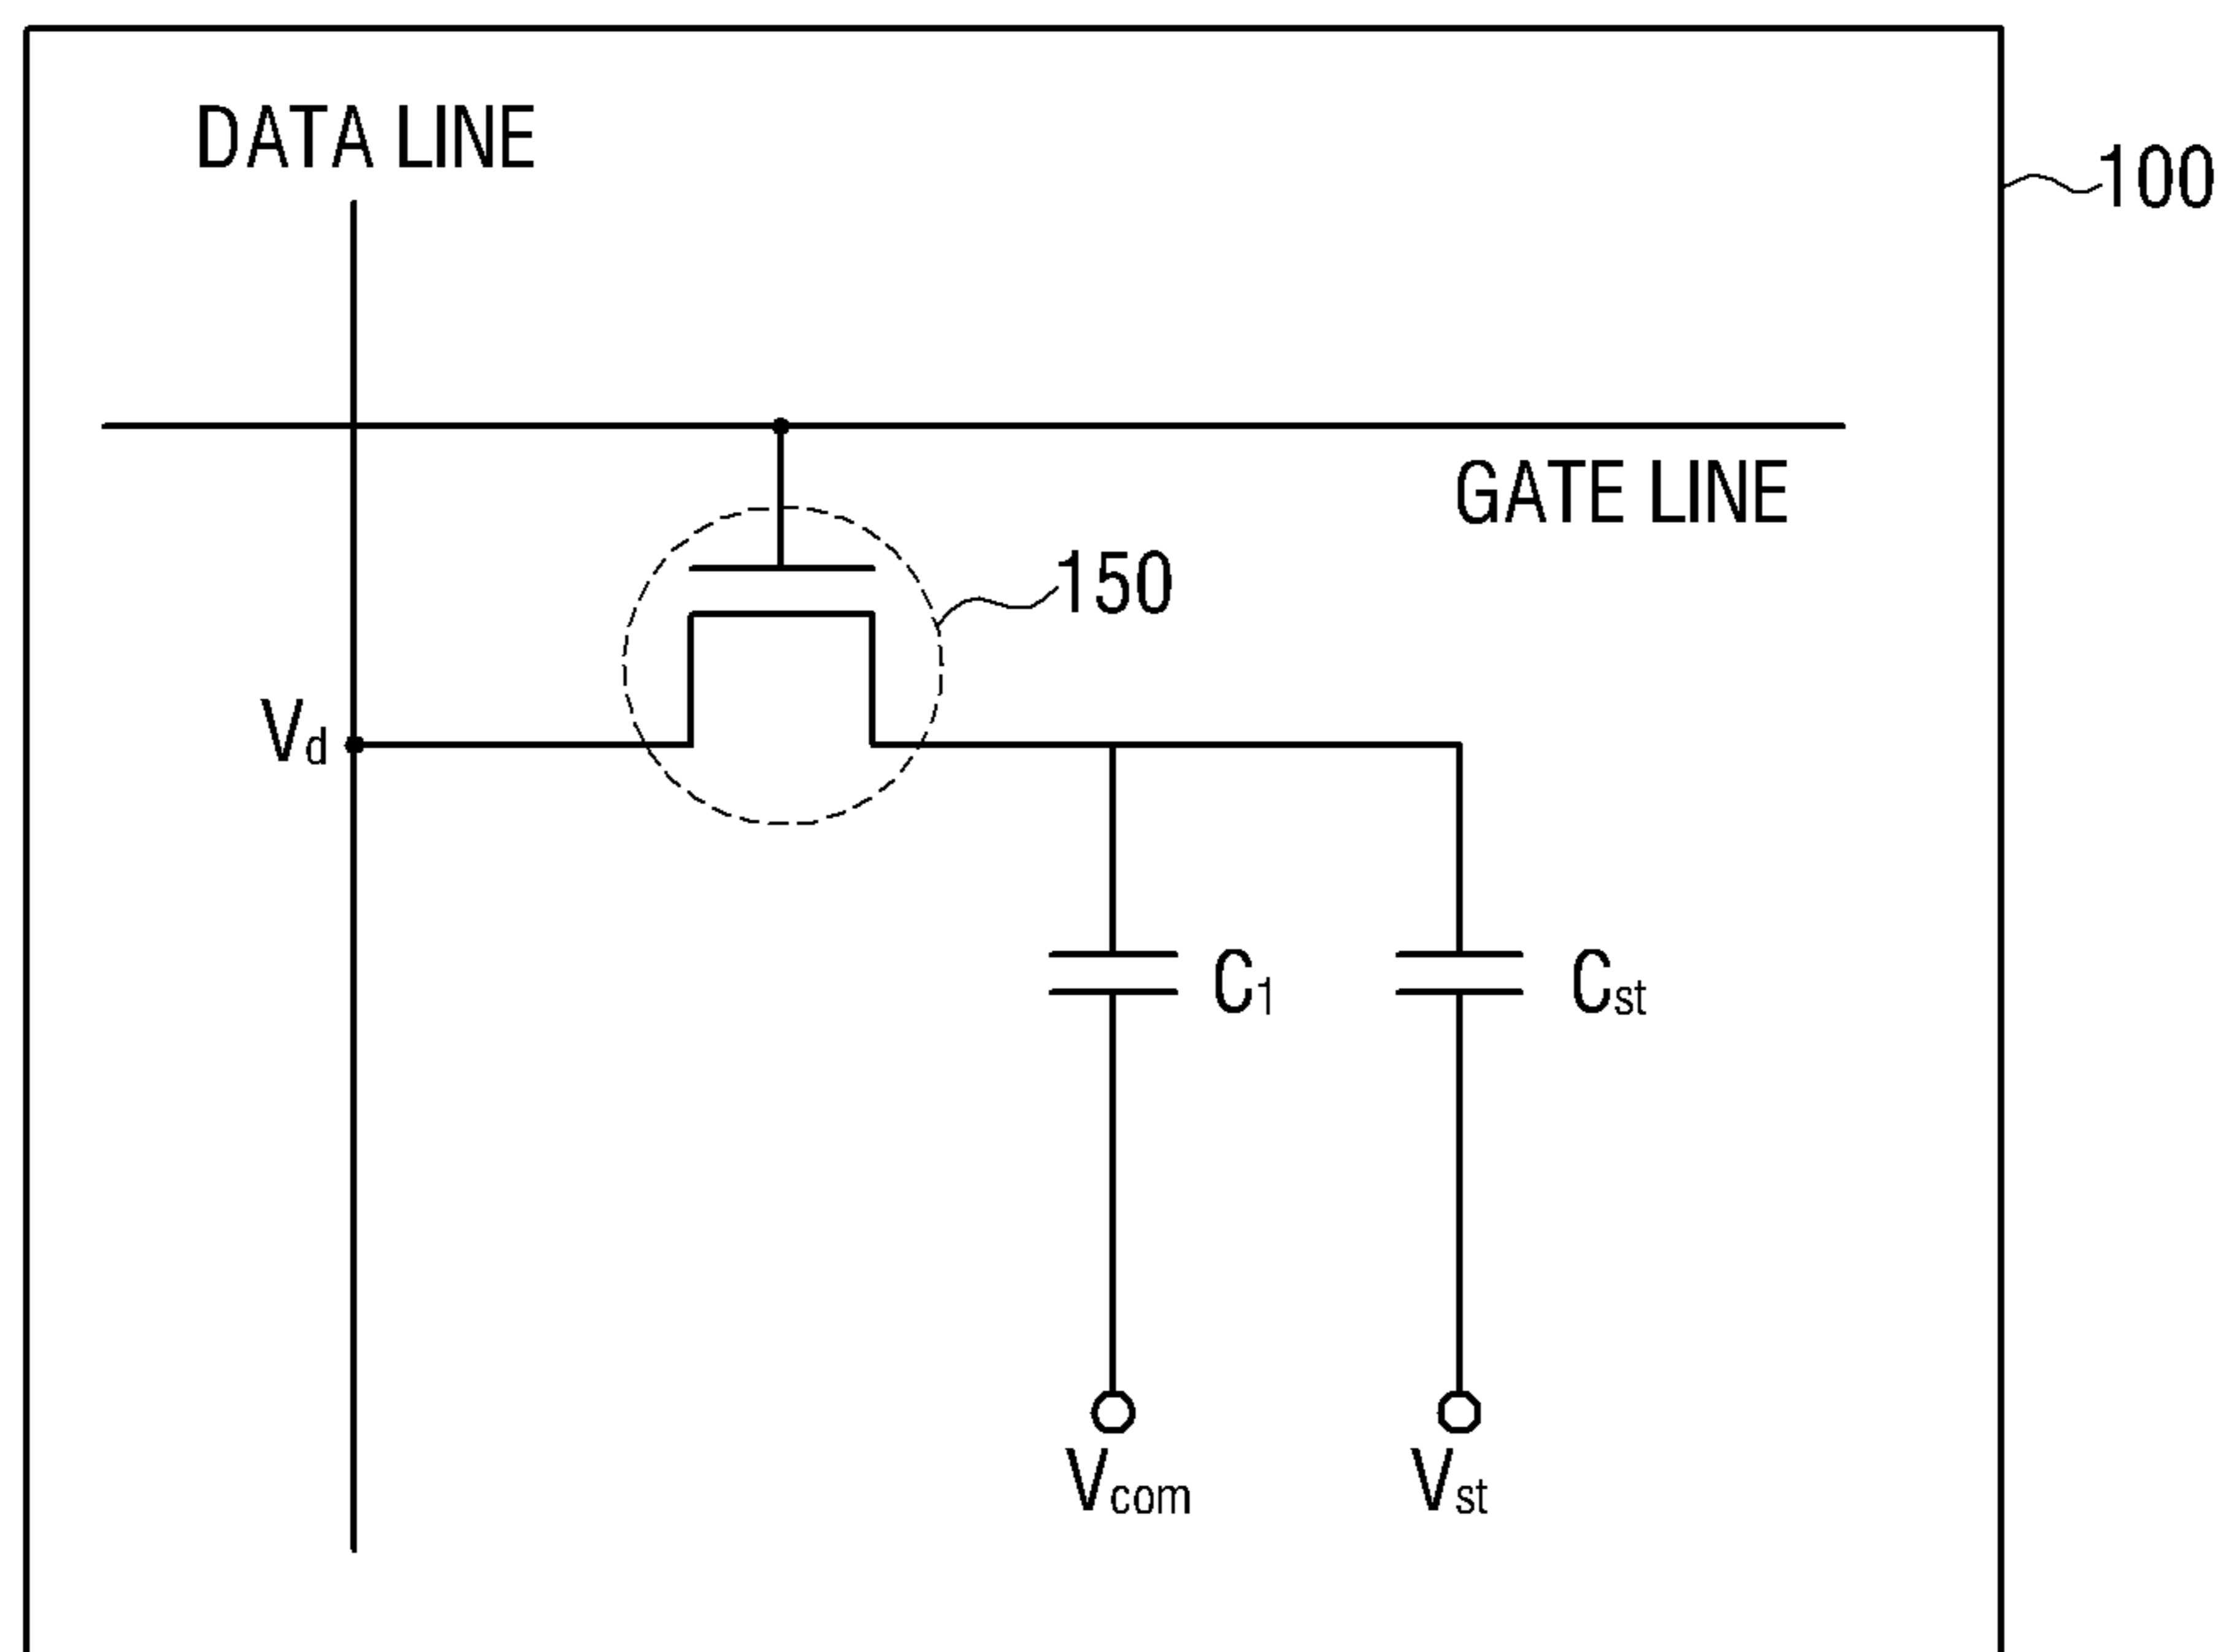 DATA LINE
100
GATE LINE
150
Vd
C1
Cst
Vcom
Vst